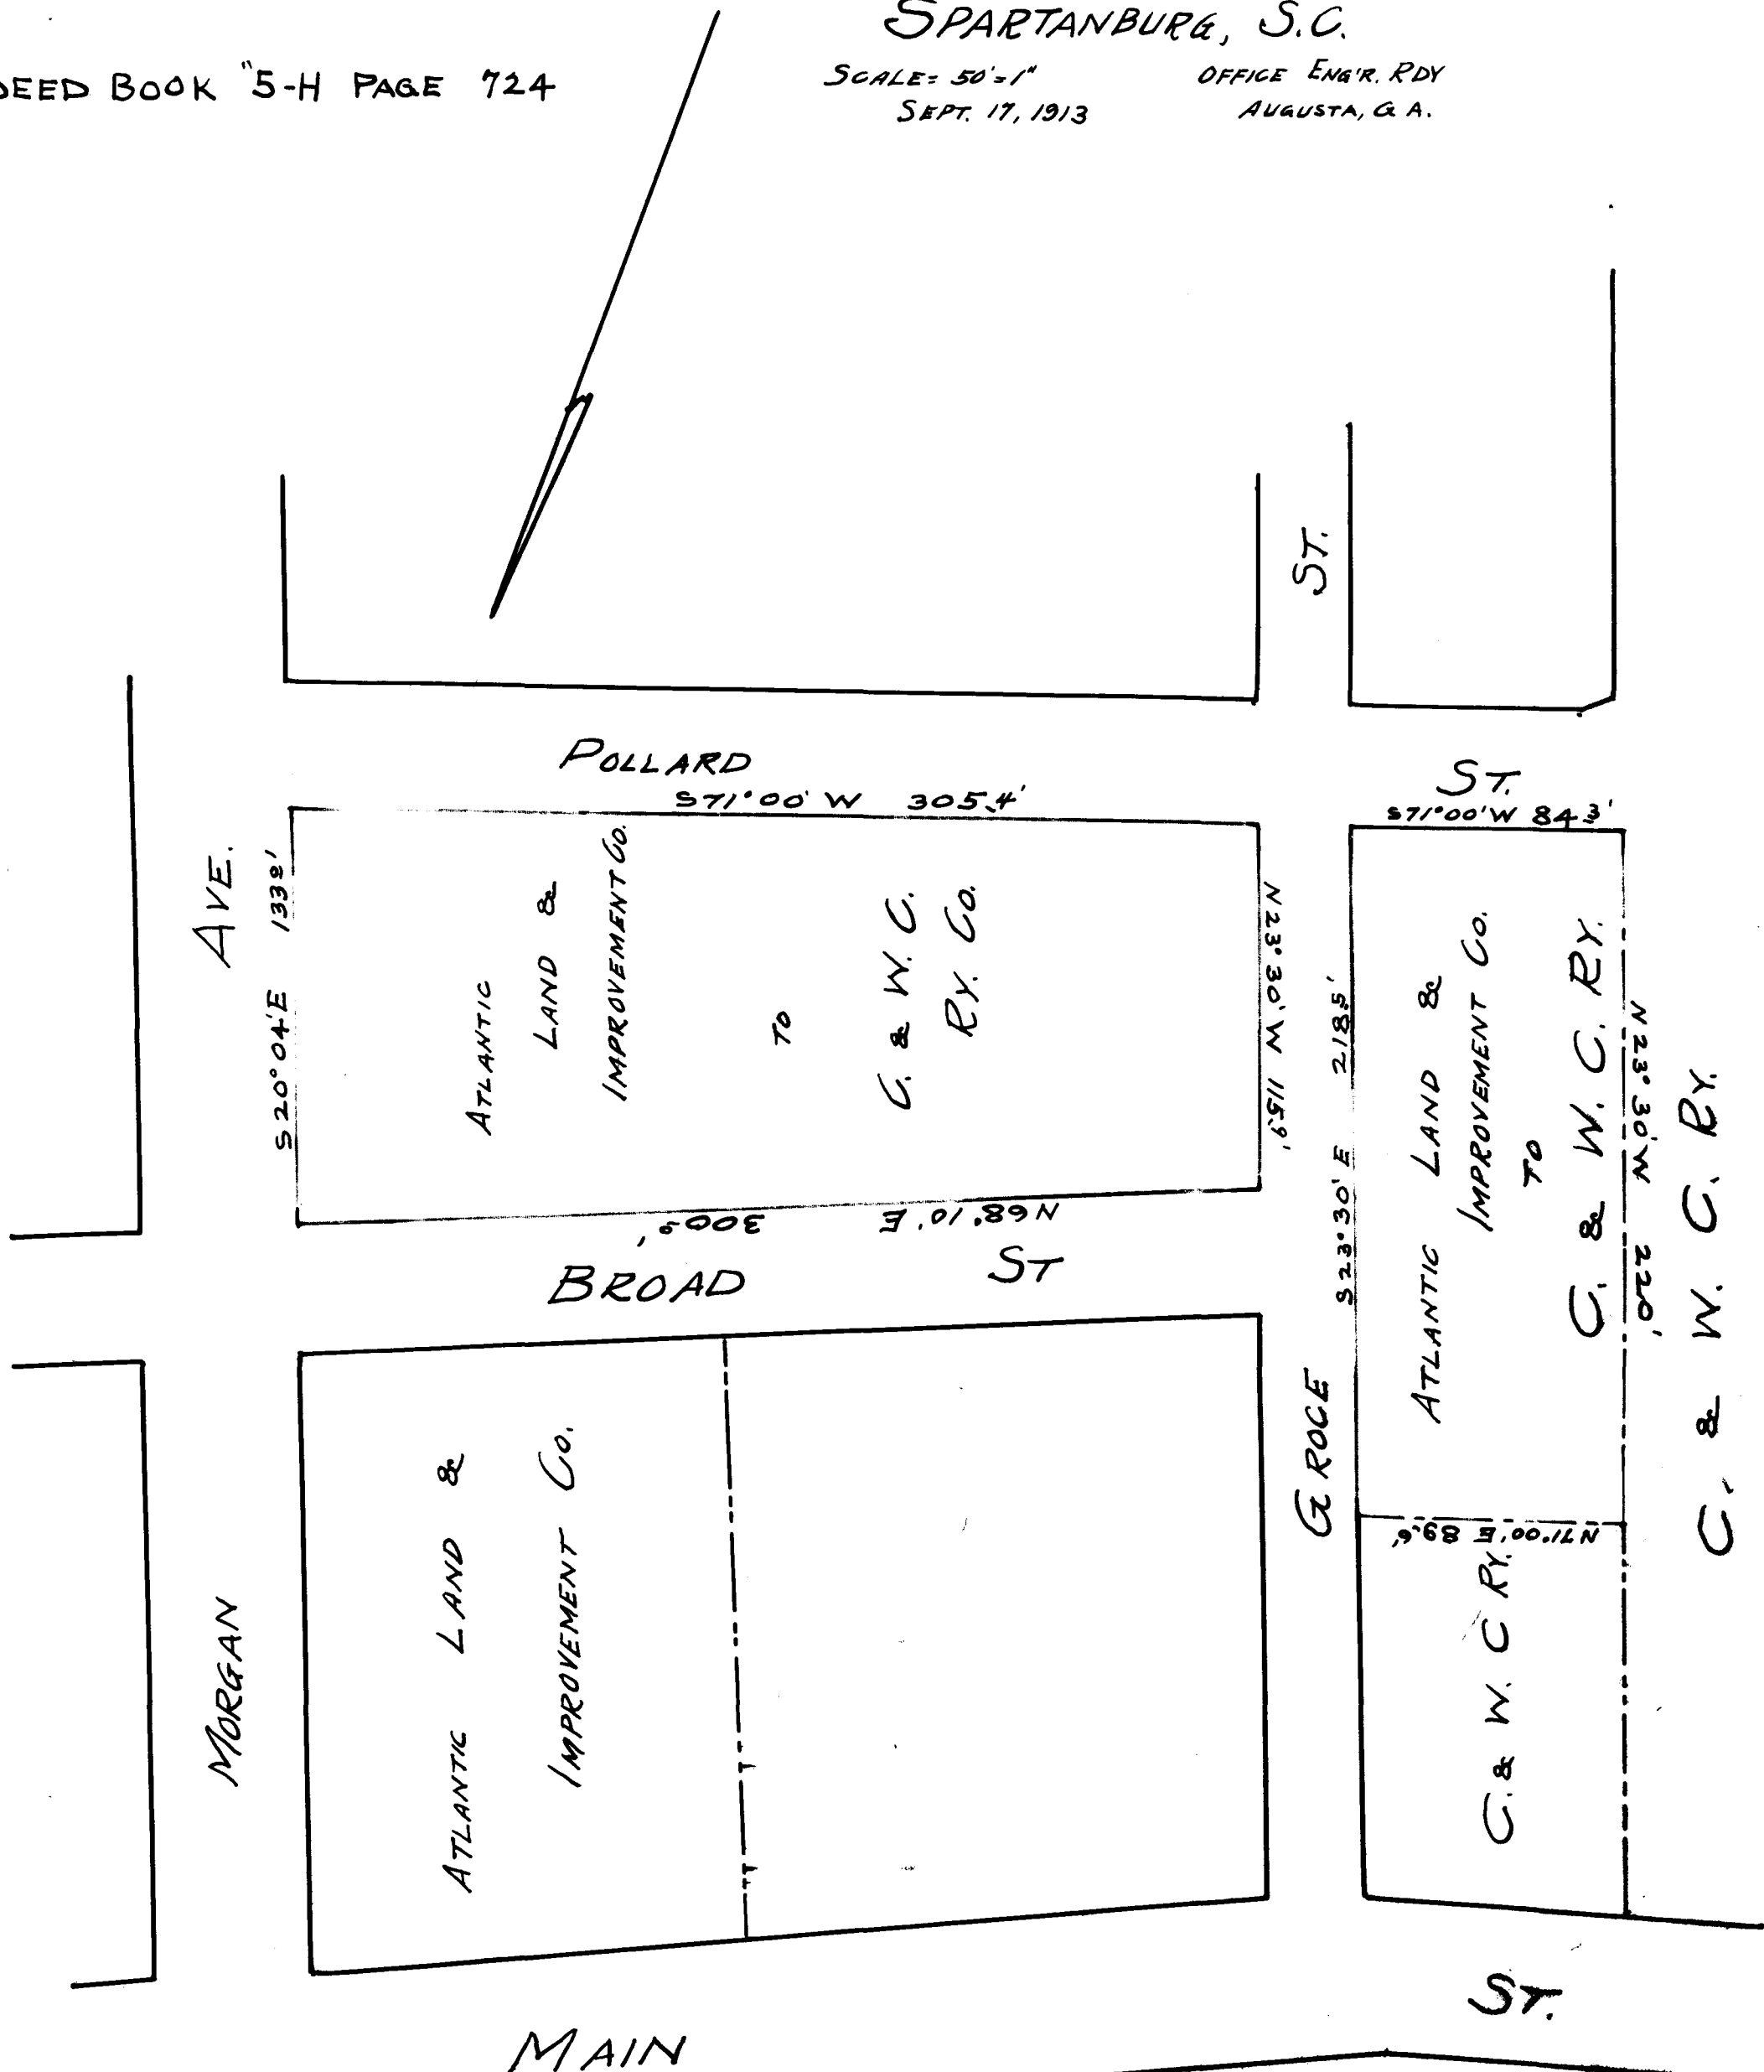 SPARTANBURG, S.C.
DEED BOOK "5-H PAGE 724
SCALE= 50'=1"
OFFICE ENG'R. RDY
SEPT. 17, 1913
AUGUSTA, GA.
ST.
POLLARD
ST.
S71°00'W 305.4'
S71°00'W 84.3'
AVE.
S20°04'E 133.2'
ATLANTIC
LAND &
IMPROVEMENT CO.
TO
C. & W. C.
RY. CO.
N23°30'W 115.9'
S23°30'E 218.5'
ATLANTIC LAND &
IMPROVEMENT CO.
TO
C. & W. C. RY.
N23°30'W 220'
C. & W. C. RY.
N68°10'E 300.9'
BROAD ST
GROCE
N71°00'E 89.6'
ATLANTIC LAND &
IMPROVEMENT CO.
MORGAN
C. & W. C RY.
ST.
MAIN